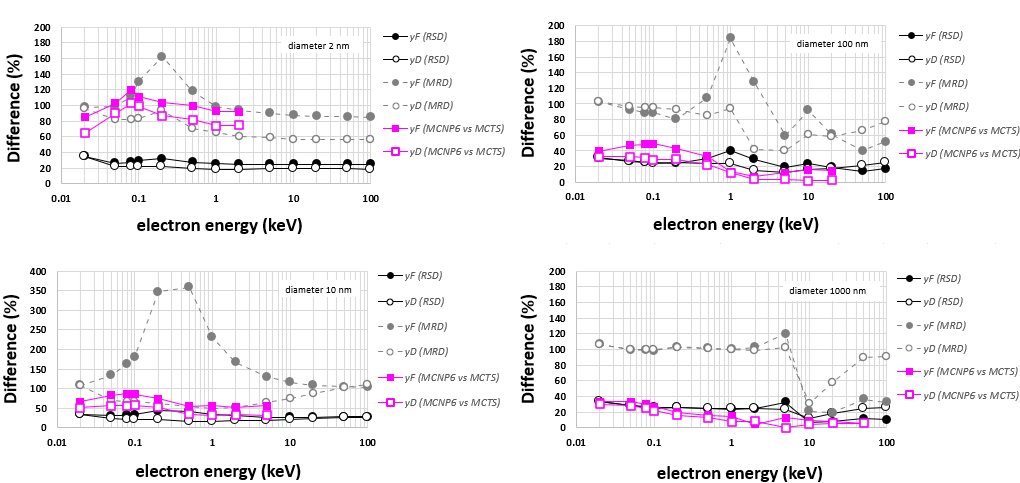 200
180
160
140
120
100
80
60
40
20
0
Difference (%)
diameter 2 nm
0.01
0.1
1
10
100
electron energy (keV)
yF (RSD)
yD (RSD)
yF (MRD)
yD (MRD)
yF (MCNP6 vs MCTS)
yD (MCNP6 vs MCTS)
200
180
160
140
120
100
80
60
40
20
0
Difference (%)
diameter 100 nm
0.01
0.1
1
10
100
electron energy (keV)
yF (RSD)
yD (RSD)
yF (MRD)
yD (MRD)
yF (MCNP6 vs MCTS)
yD (MCNP6 vs MCTS)
400
350
300
250
200
150
100
50
0
Difference (%)
diameter 10 nm
0.01
0.1
1
10
100
electron energy (keV)
yF (RSD)
yD (RSD)
yF (MRD)
yD (MRD)
yF (MCNP6 vs MCTS)
yD (MCNP6 vs MCTS)
200
180
160
140
120
100
80
60
40
20
0
Difference (%)
diameter 1000 nm
0.01
0.1
1
10
100
electron energy (keV)
yF (RSD)
yD (RSD)
yF (MRD)
yD (MRD)
yF (MCNP6 vs MCTS)
yD (MCNP6 vs MCTS)